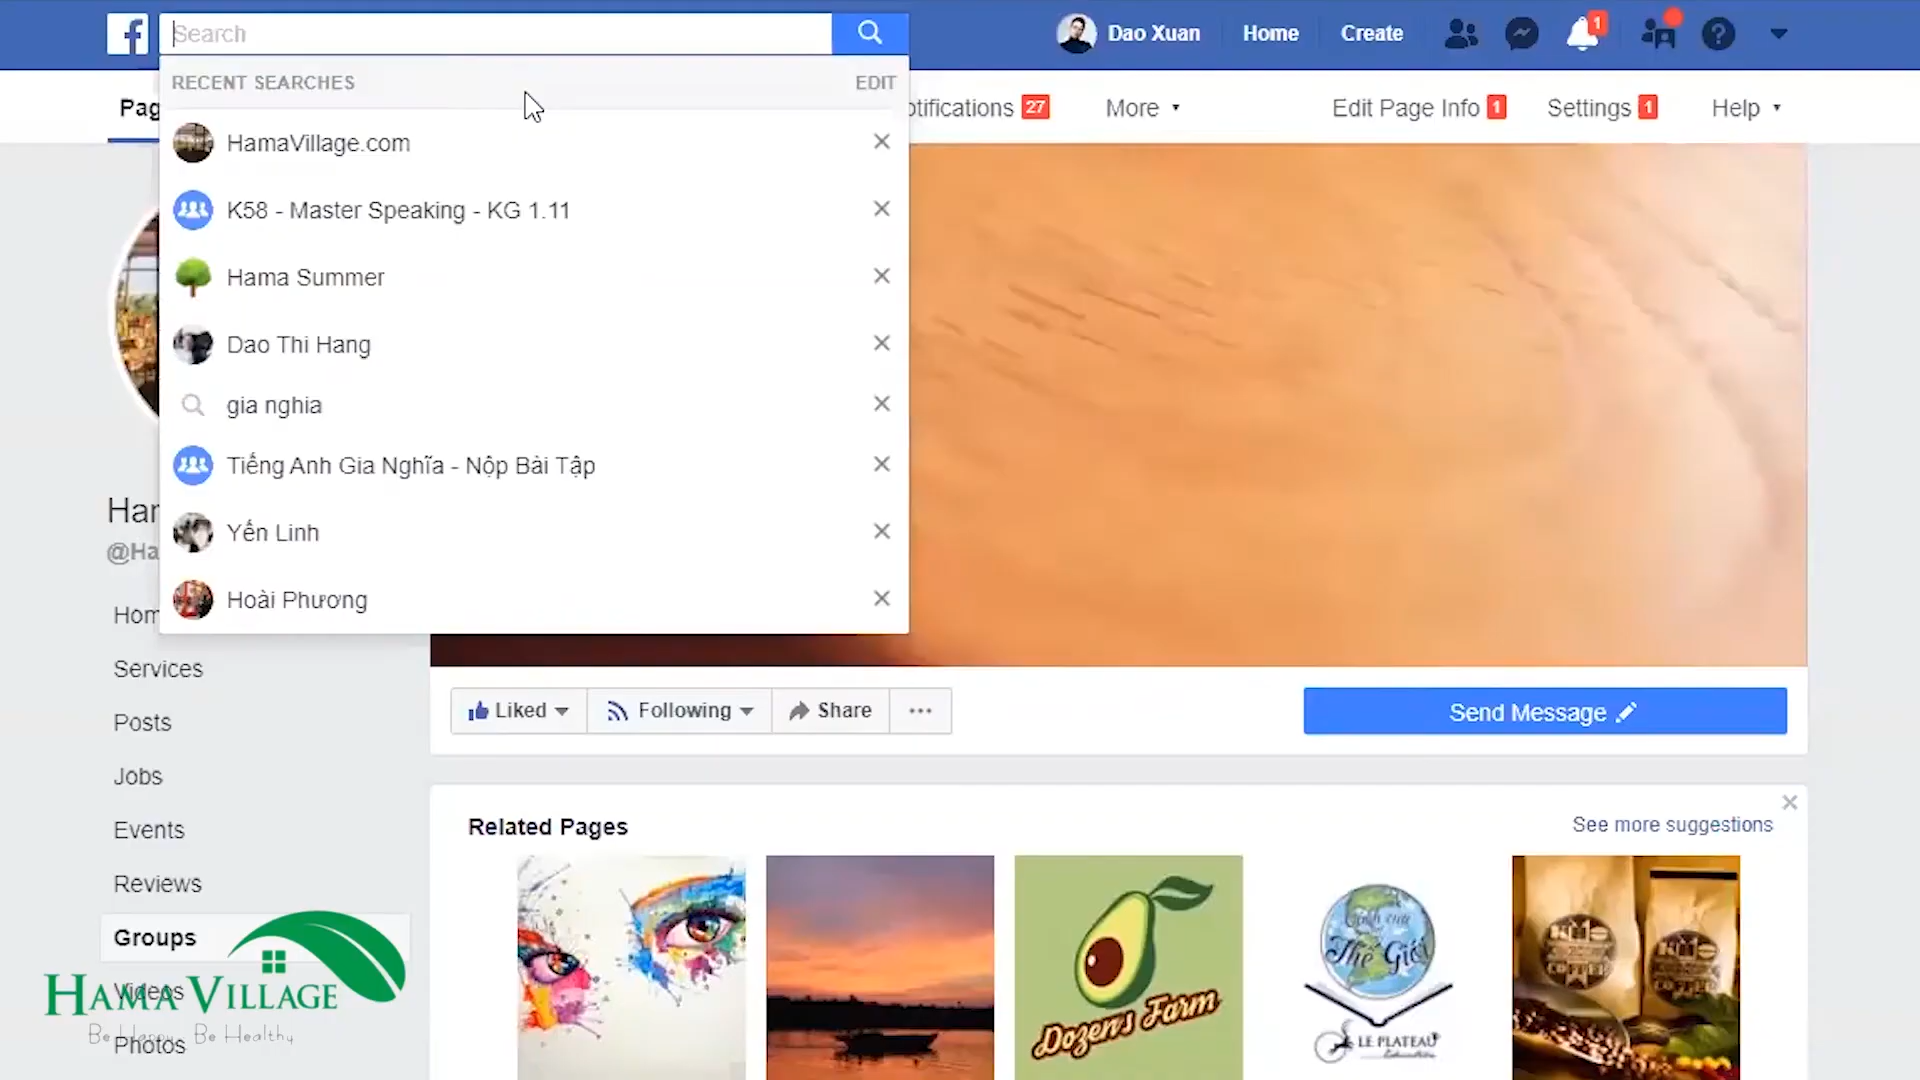 Search
Dao Xuan
Home
Create
1
RECENT SEARCHES
EDIT
Pag
otifications 27
More
Edit Page Info 1
Settings 1
Help
HamaVillage.com
K58 - Master Speaking - KG 1.11
Hama Summer
Dao Thi Hang
gia nghia
Tiếng Anh Gia Nghĩa - Nộp Bài Tập
Yến Linh
Hoài Phương
Ham
@Ha
Hom
Services
Posts
Jobs
Events
Reviews
Groups
Videos
Photos
Liked
Following
Share
Send Message
Related Pages
See more suggestions
Dozens Farm
Thế Giới
LE PLATEAU
COFFEE
COFFEE
HAMA VILLAGE
Be Happy, Be Healthy